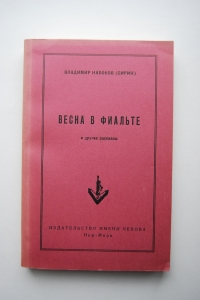 ВЛАДИМИР НАБОКОВ (СИРИН)
ВЕСНА В ФИАЛЬТЕ
и другие рассказы
ИЗДАТЕЛЬСТВО ИМЕНИ ЧЕХОВА
Нью-Йорк